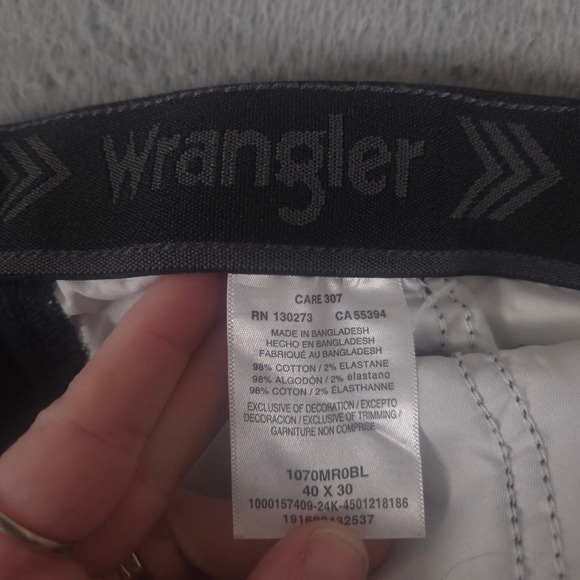 Wrangler
CARE 307
RN 130273 CA 55394
MADE IN BANGLADESH
HECHO EN BANGLADESH
FABRIQUÉ AU BANGLADESH
98% COTTON / 2% ELASTANE
98% ALGODÓN / 2% elastano
98% COTON / 2% ÉLASTHANNE
EXCLUSIVE OF DECORATION / EXCEPTO
DECORACION / EXCLUSIVE OF TRIMMING /
GARNITURE NON COMPRISE
1070MR0BL
40 X 30
1000157409-24K-4501218186